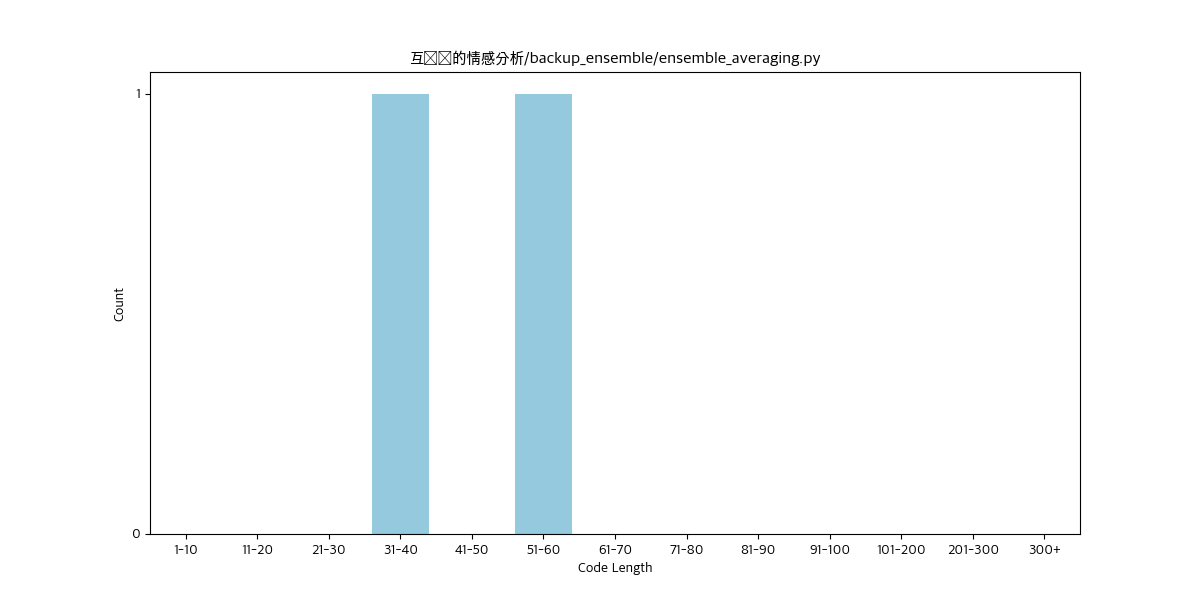 互的情感分析/backup_ensemble/ensemble_averaging.py
1
0
Count
1-10 11-20 21-30 31-40 41-50 51-60 61-70 71-80 81-90 91-100 101-200 201-300 300+
Code Length